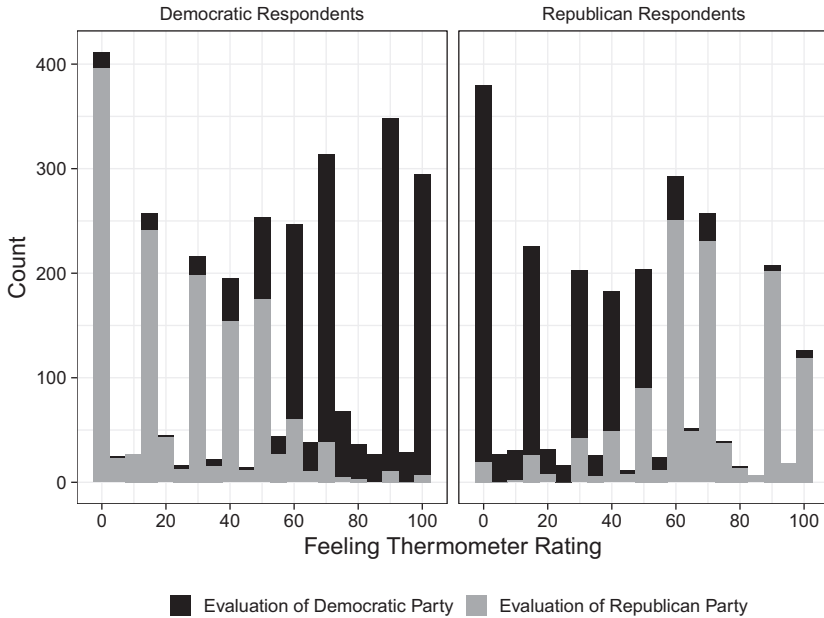 Democratic Respondents Republican Respondents
400
300
200
100
0
Count
0 20 40 60 80 100 0 20 40 60 80 100
Feeling Thermometer Rating
Evaluation of Democratic Party Evaluation of Republican Party